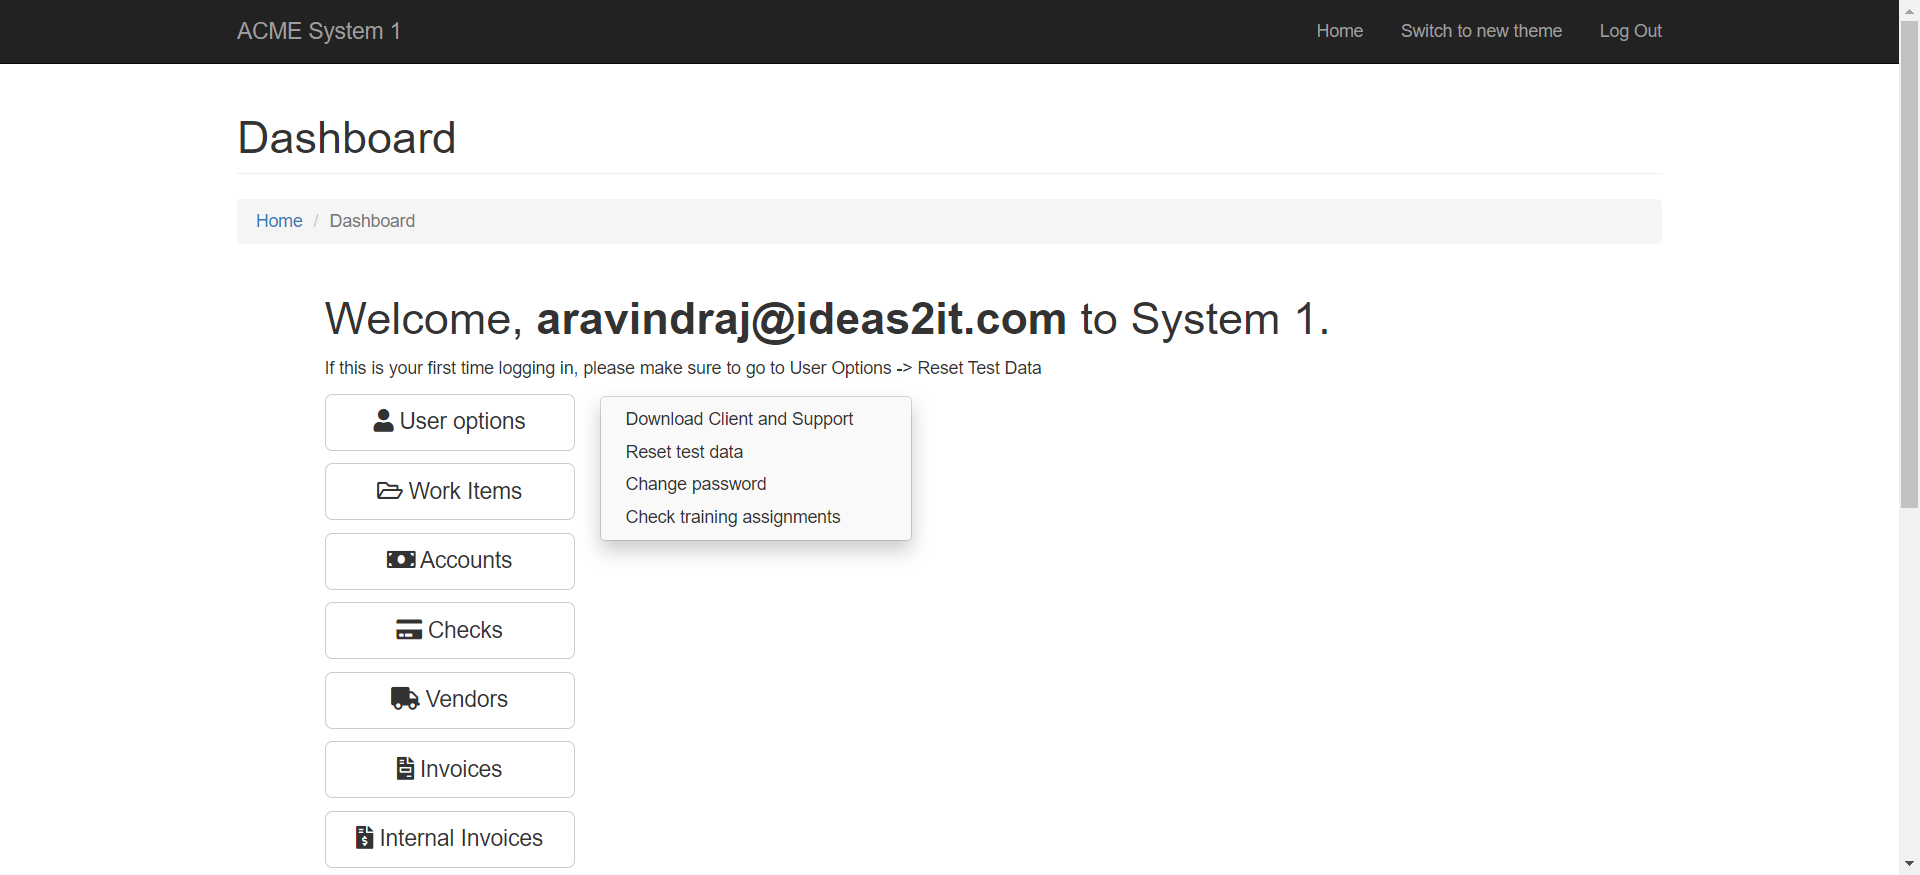 ACME System 1
Home
Switch to new theme
Log Out
Dashboard
Home / Dashboard
Welcome, aravindraj@ideas2it.com to System 1.
If this is your first time logging in, please make sure to go to User Options -> Reset Test Data
User options
Download Client and Support
Reset test data
Change password
Check training assignments
Work Items
Accounts
Checks
Vendors
Invoices
Internal Invoices